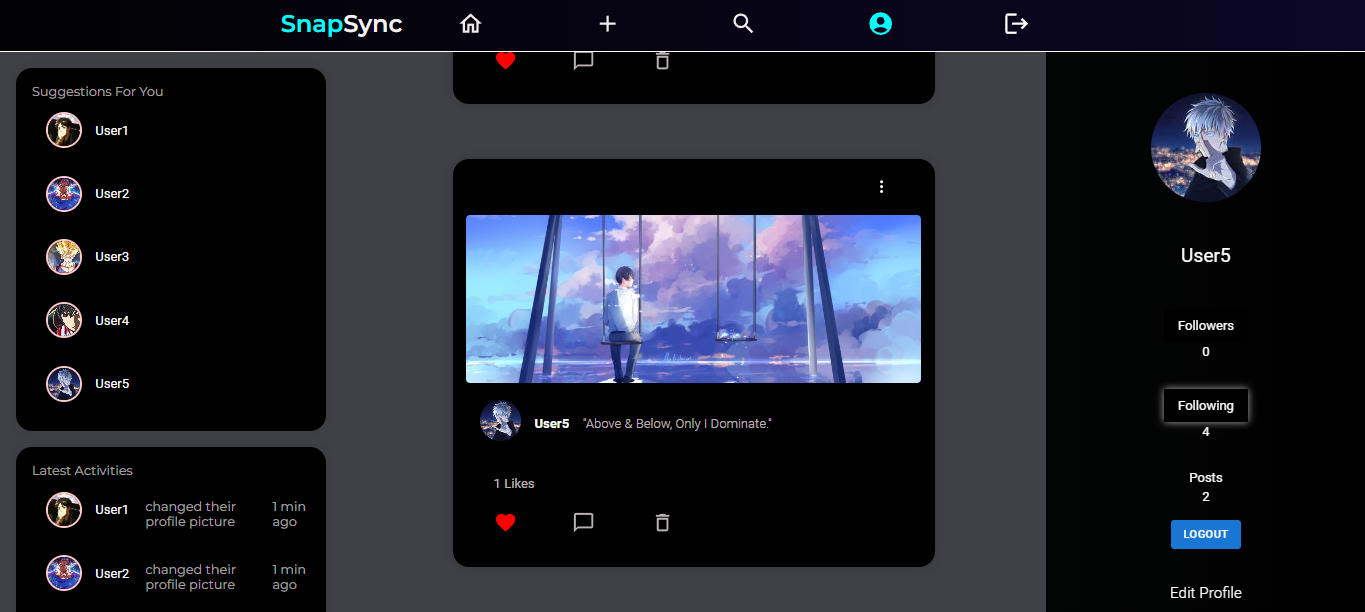 SnapSync
Suggestions For You
User1
User2
User3
User4
User5
Latest Activities
User1 changed their profile picture 1 min ago
User2 changed their profile picture 1 min ago
User5 "Above & Below, Only I Dominate."
1 Likes
User5
Followers
0
Following
4
Posts
2
LOGOUT
Edit Profile